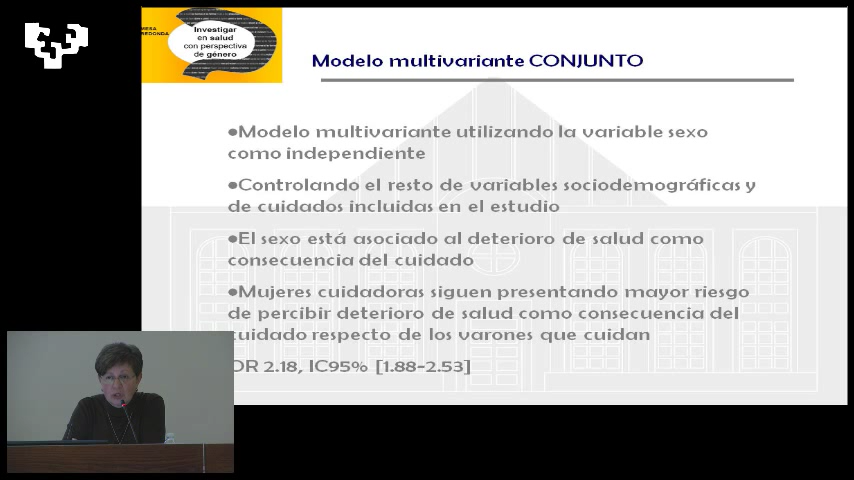 MESA
REDONDA
Investigar
en salud
con perspectiva
de género
Modelo multivariante CONJUNTO
●Modelo multivariante utilizando la variable sexo
como independiente
●Controlando el resto de variables sociodemográficas y
de cuidados incluidas en el estudio
●El sexo está asociado al deterioro de salud como
consecuencia del cuidado
●Mujeres cuidadoras siguen presentando mayor riesgo
de percibir deterioro de salud como consecuencia del
cuidado respecto de los varones que cuidan
OR 2.18, IC95% [1.88-2.53]